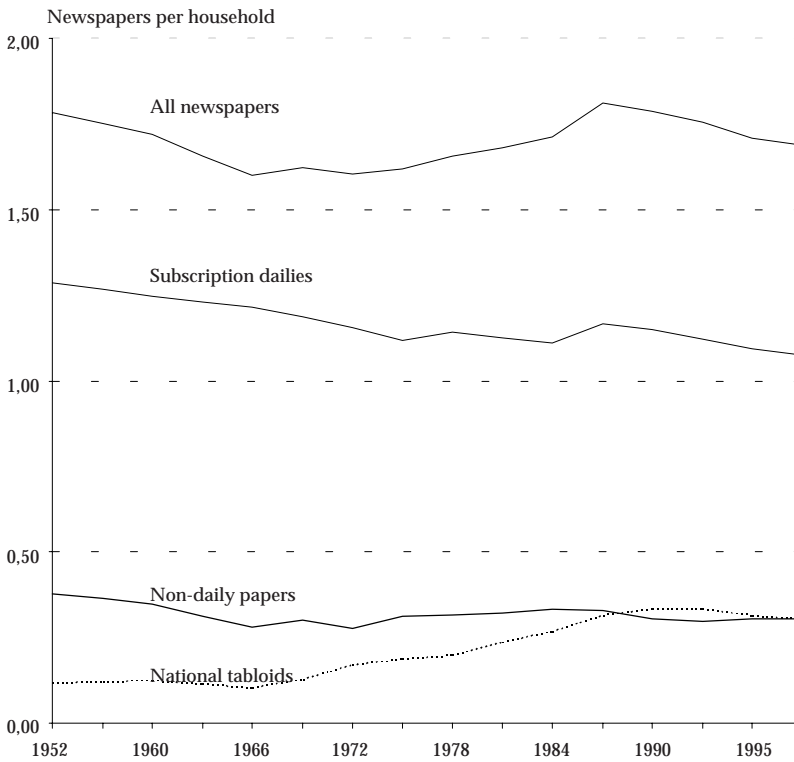 Newspapers per household
2,00
All newspapers
1,50
Subscription dailies
1,00
0,50
Non-daily papers
National tabloids
0,00
1952 1960 1966 1972 1978 1984 1990 1995